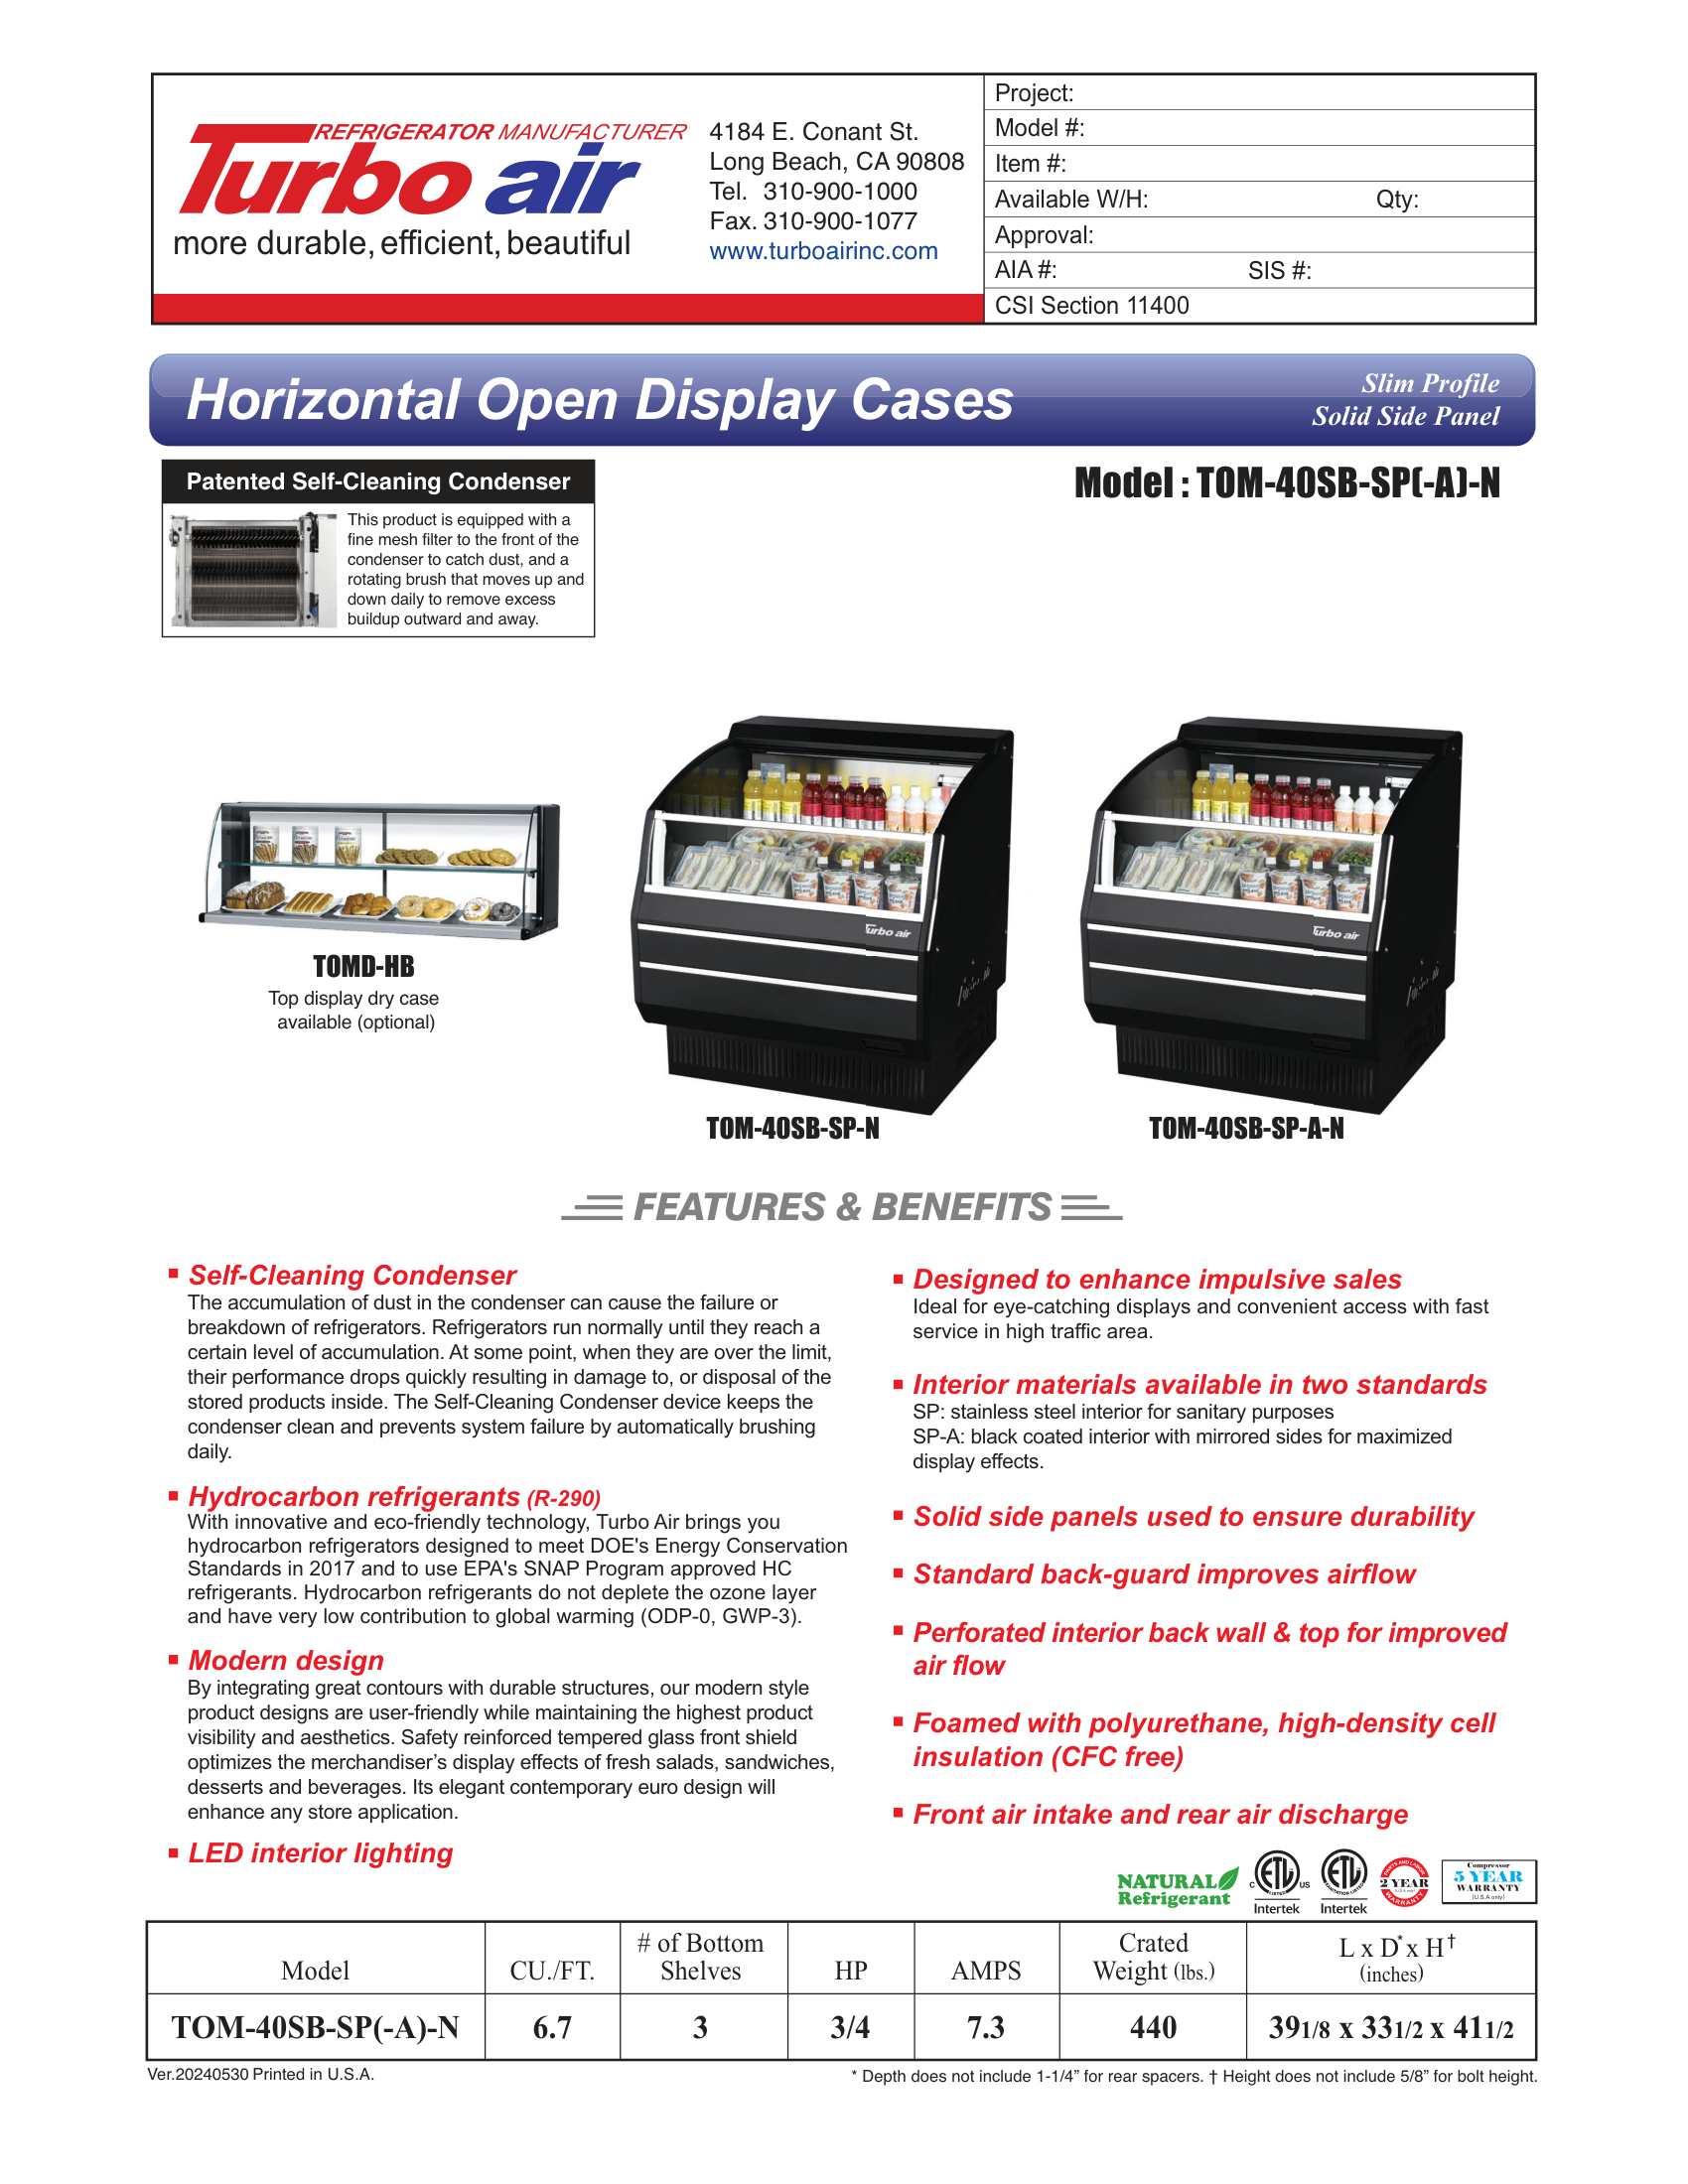 REFRIGERATOR MANUFACTURER
Turbo air
more durable, efficient, beautiful
4184 E. Conant St.
Long Beach, CA 90808
Tel. 310-900-1000
Fax. 310-900-1077
www.turboairinc.com
Project:
Model #:
Item #:
Available W/H: Qty:
Approval:
AIA #: SIS #:
CSI Section 11400
Horizontal Open Display Cases
Slim Profile
Solid Side Panel
Patented Self-Cleaning Condenser
This product is equipped with a
fine mesh filter to the front of the
condenser to catch dust, and a
rotating brush that moves up and
down daily to remove excess
buildup outward and away.
Model : TOM-40SB-SP(-A)-N
Turbo air
Turbo air
TOMD-HB
Top display dry case
available (optional)
TOM-40SB-SP-N
TOM-40SB-SP-A-N
FEATURES & BENEFITS
▪ Self-Cleaning Condenser
The accumulation of dust in the condenser can cause the failure or
breakdown of refrigerators. Refrigerators run normally until they reach a
certain level of accumulation. At some point, when they are over the limit,
their performance drops quickly resulting in damage to, or disposal of the
stored products inside. The Self-Cleaning Condenser device keeps the
condenser clean and prevents system failure by automatically brushing
daily.
▪ Hydrocarbon refrigerants (R-290)
With innovative and eco-friendly technology, Turbo Air brings you
hydrocarbon refrigerators designed to meet DOE's Energy Conservation
Standards in 2017 and to use EPA's SNAP Program approved HC
refrigerants. Hydrocarbon refrigerants do not deplete the ozone layer
and have very low contribution to global warming (ODP-0, GWP-3).
▪ Modern design
By integrating great contours with durable structures, our modern style
product designs are user-friendly while maintaining the highest product
visibility and aesthetics. Safety reinforced tempered glass front shield
optimizes the merchandiser’s display effects of fresh salads, sandwiches,
desserts and beverages. Its elegant contemporary euro design will
enhance any store application.
▪ LED interior lighting
▪ Designed to enhance impulsive sales
Ideal for eye-catching displays and convenient access with fast
service in high traffic area.
▪ Interior materials available in two standards
SP: stainless steel interior for sanitary purposes
SP-A: black coated interior with mirrored sides for maximized
display effects.
▪ Solid side panels used to ensure durability
▪ Standard back-guard improves airflow
▪ Perforated interior back wall & top for improved
air flow
▪ Foamed with polyurethane, high-density cell
insulation (CFC free)
▪ Front air intake and rear air discharge
NATURAL
Refrigerant
C ETL US
LISTED
Intertek
ETL
SANITATION LISTED
Intertek
PARTS AND LABOR
2 YEAR
(U.S.A only)
WARRANTY
Compressor
5 YEAR
WARRANTY
(U.S.A only)
Model CU./FT. # of Bottom Shelves HP AMPS Crated Weight (lbs.) L x D* x H† (inches)
TOM-40SB-SP(-A)-N 6.7 3 3/4 7.3 440 391/8 x 331/2 x 411/2
Ver.20240530 Printed in U.S.A.
* Depth does not include 1-1/4” for rear spacers. † Height does not include 5/8” for bolt height.